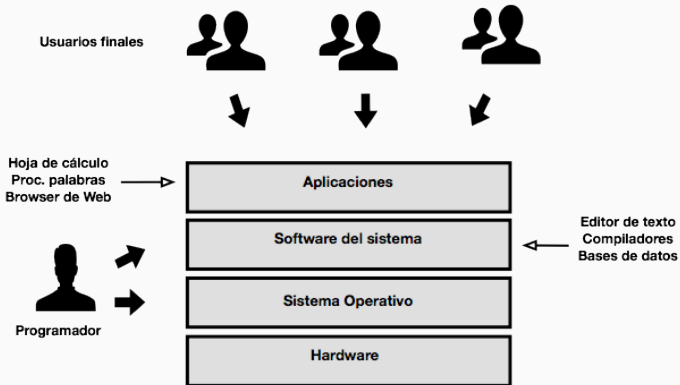 Usuarios finales
Hoja de cálculo
Proc. palabras
Browser de Web
Aplicaciones
Software del sistema
Editor de texto
Compiladores
Bases de datos
Sistema Operativo
Programador
Hardware